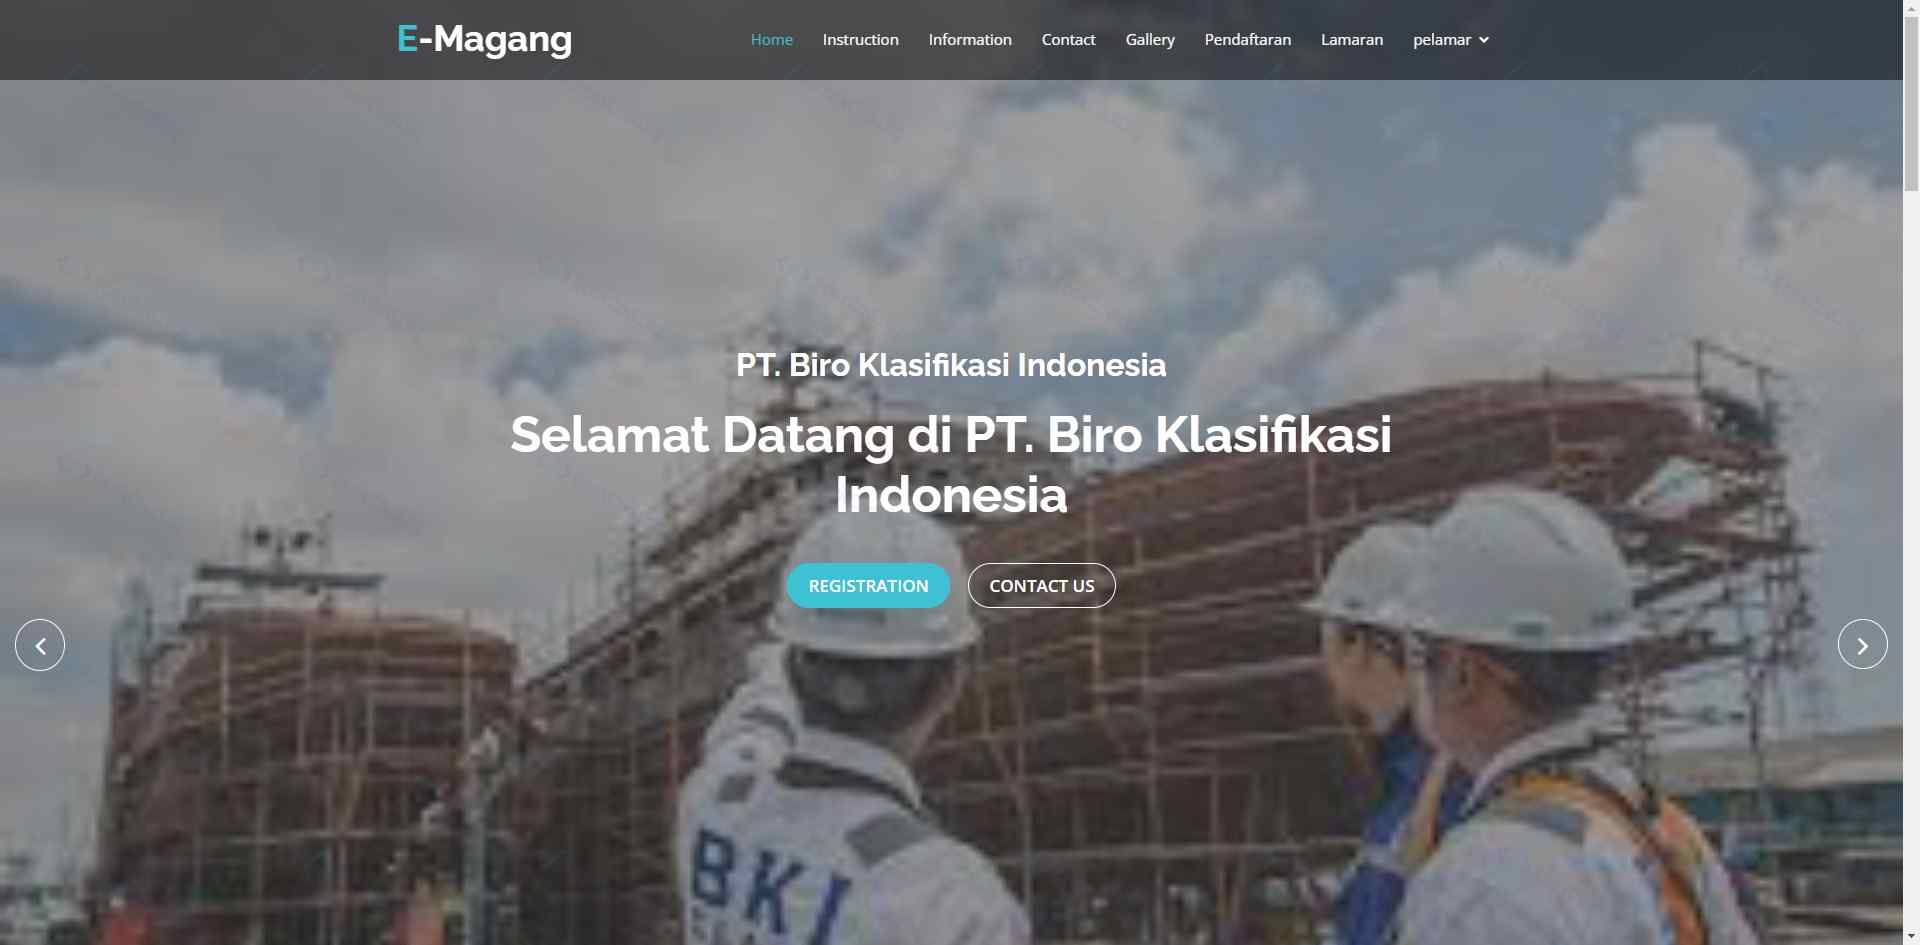 E-Magang
Home Instruction Information Contact Gallery Pendaftaran Lamaran pelamar
PT. Biro Klasifikasi Indonesia
Selamat Datang di PT. Biro Klasifikasi
Indonesia
REGISTRATION CONTACT US
BKI